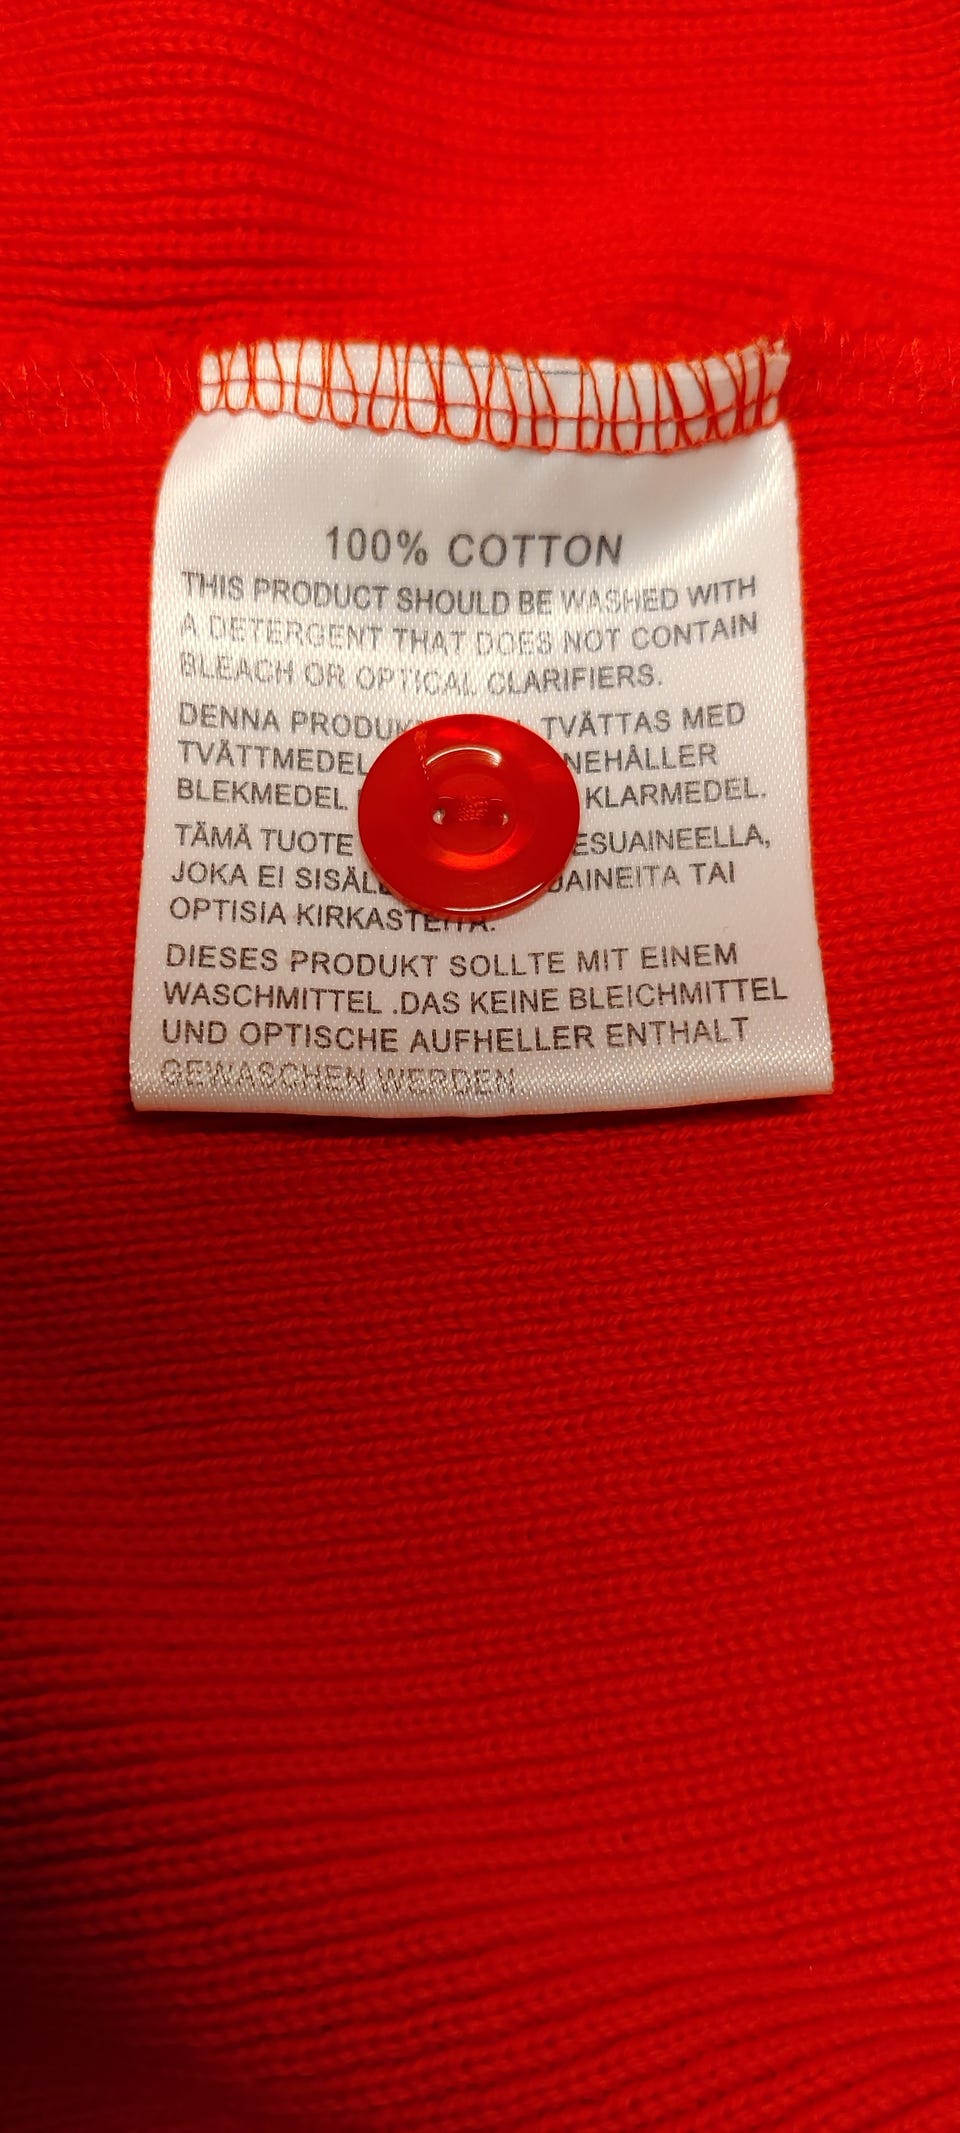 100% COTTON
THIS PRODUCT SHOULD BE WASHED WITH
A DETERGENT THAT DOES NOT CONTAIN
BLEACH OR OPTICAL CLARIFIERS.
DENNA TVÄTTAS MED
TVÄTTMEDEL
BLEKMEDEL KLARMEDEL.
TÄMÄ TUOTE
JOKA EI TAI
OPTISIA KIRKASTEITA.
DIESES PRODUKT SOLLTE MIT EINEM
WASCHMITTEL .DAS KEINE BLEICHMITTEL
UND OPTISCHE AUFHELLER ENTHALT
GEWASCHEN WERDEN